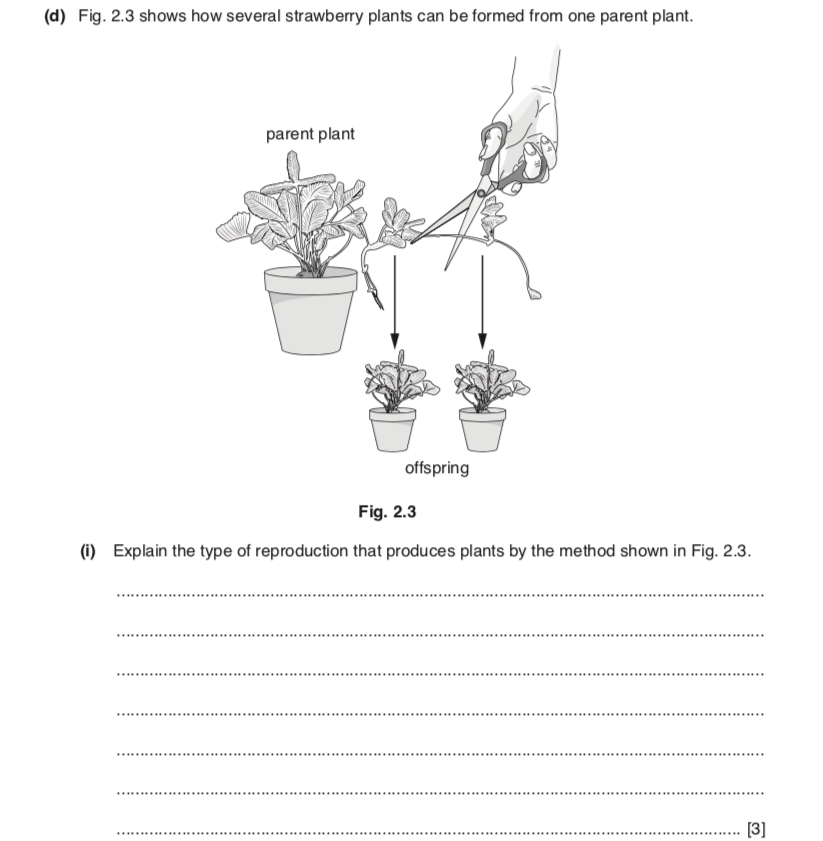 (d) Fig. 2.3 shows how several strawberry plants can be formed from one parent plant.
parent plant
offspring
Fig. 2.3
(i) Explain the type of reproduction that produces plants by the method shown in Fig. 2.3.
[3]